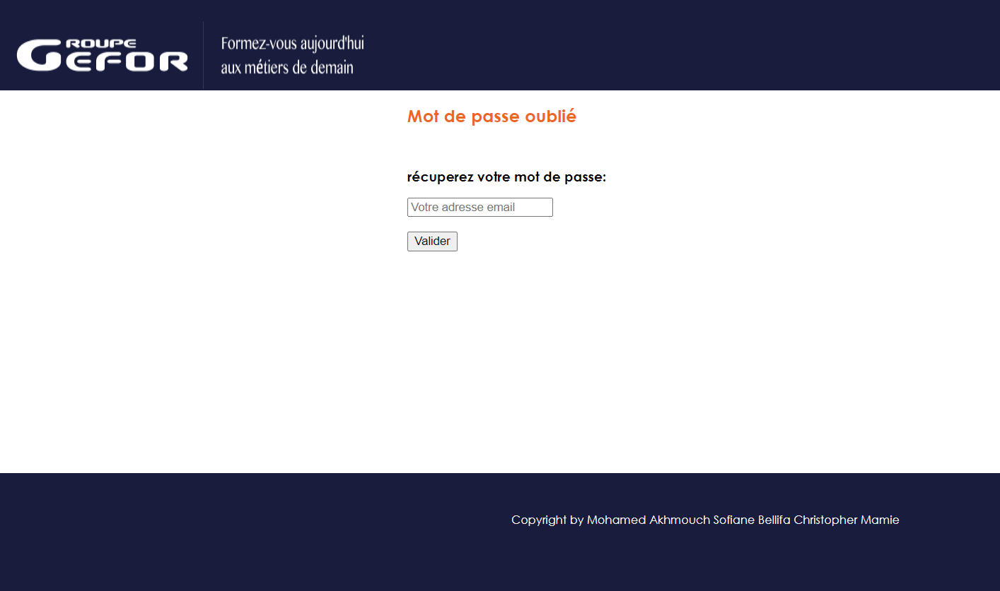 GROUPE
GEFOR
Formez-vous aujourd'hui
aux métiers de demain
Mot de passe oublié
récuperez votre mot de passe:
Votre adresse email
Valider
Copyright by Mohamed Akhmouch Sofiane Bellifa Christopher Mamie